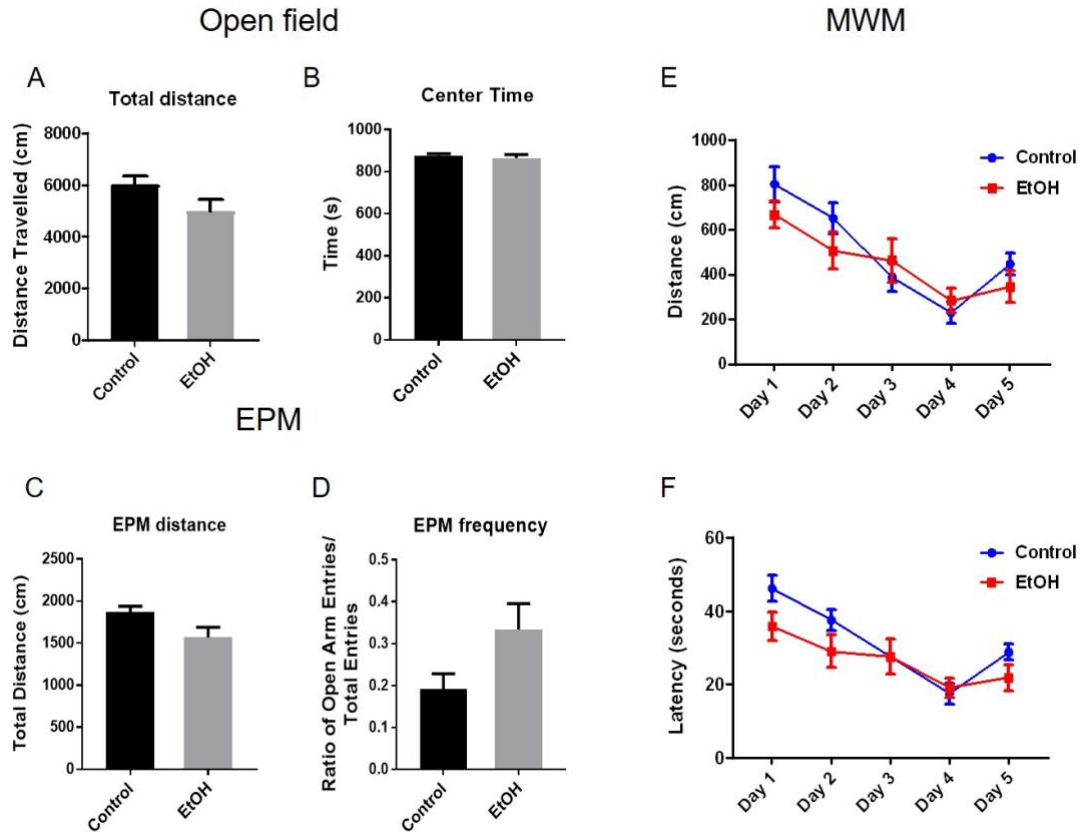 Open field
MWM
A
Total distance
Distance Travelled (cm)
8000
6000
4000
2000
0
Control
EtOH
B
Center Time
Time (s)
1000
800
600
400
200
0
Control
EtOH
E
Distance (cm)
1000
800
600
400
200
0
Control
EtOH
Day 1
Day 2
Day 3
Day 4
Day 5
EPM
C
EPM distance
Total Distance (cm)
2500
2000
1500
1000
500
0
Control
EtOH
D
EPM frequency
Ratio of Open Arm Entries/
Total Entries
0.5
0.4
0.3
0.2
0.1
0.0
Control
EtOH
F
Latency (seconds)
60
40
20
0
Control
EtOH
Day 1
Day 2
Day 3
Day 4
Day 5